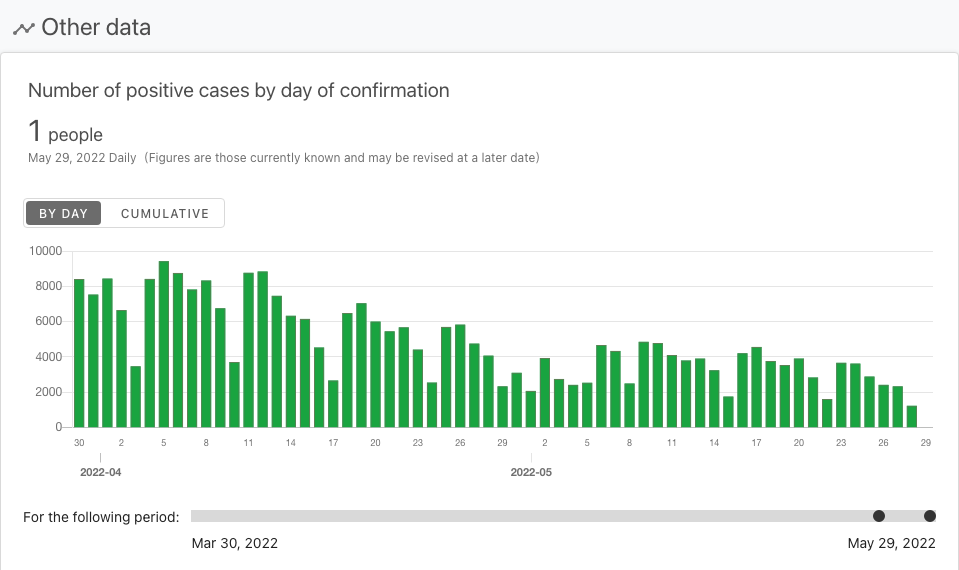 Other data
Number of positive cases by day of confirmation
1 people
May 29, 2022 Daily (Figures are those currently known and may be revised at a later date)
BY DAY CUMULATIVE
10000
8000
6000
4000
2000
0
30 2 5 8 11 14 17 20 23 26 29 2 5 8 11 14 17 20 23 26 29
2022-04 2022-05
For the following period:
Mar 30, 2022 May 29, 2022